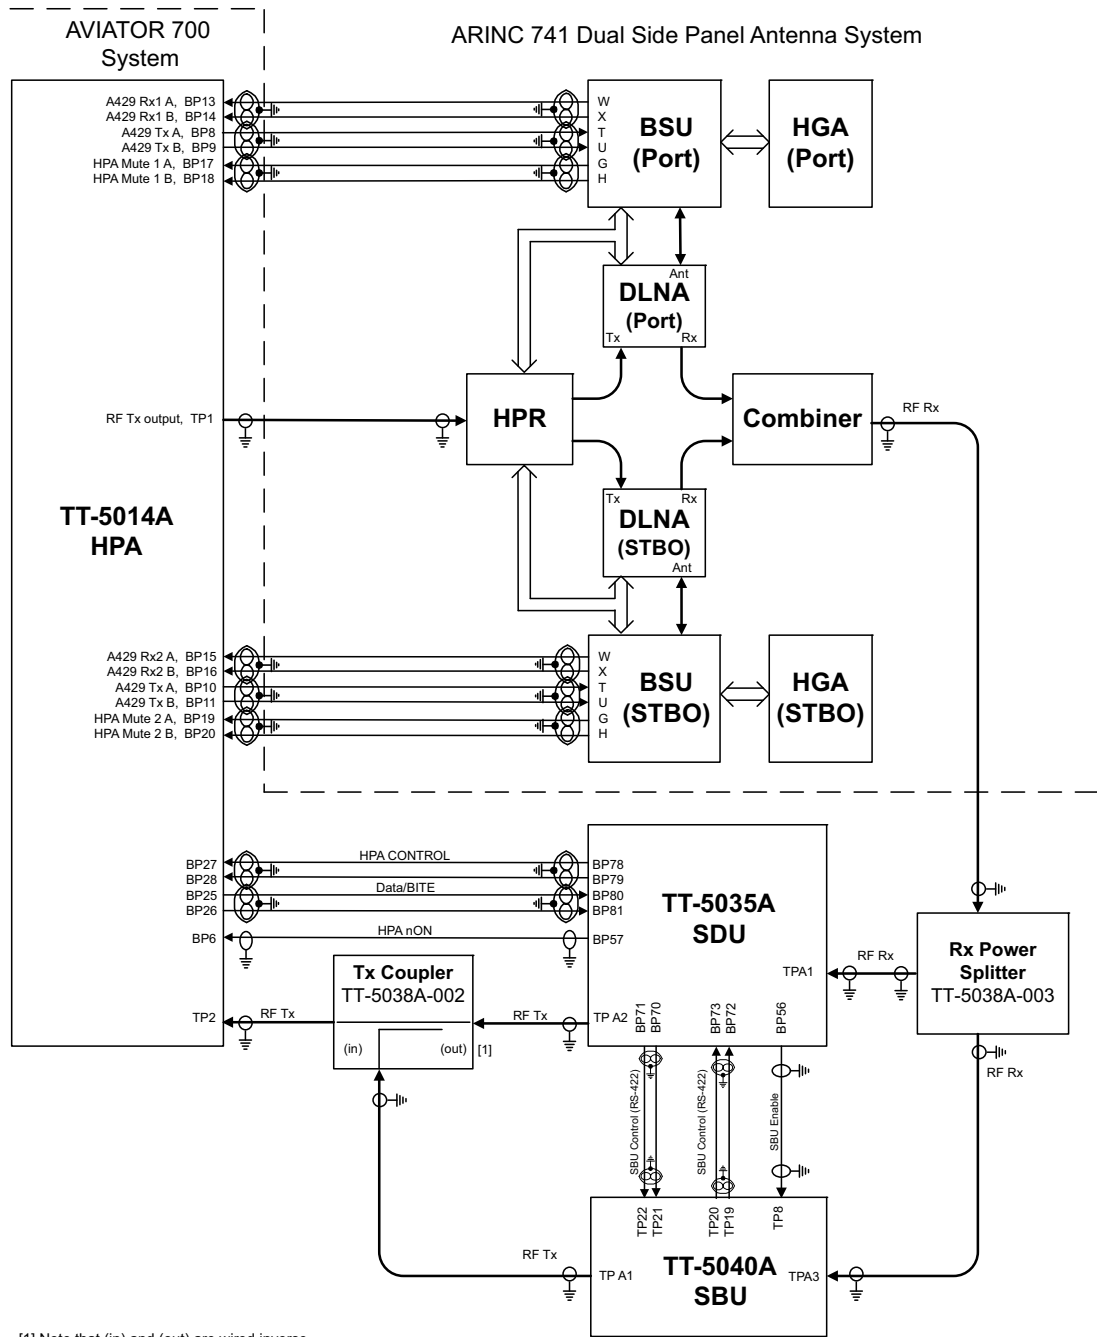 AVIATOR 700
System
ARINC 741 Dual Side Panel Antenna System
A429 Rx1 A, BP13
A429 Rx1 B, BP14
A429 Tx A, BP8
A429 Tx B, BP9
HPA Mute 1 A, BP17
HPA Mute 1 B, BP18
W
X
T
U
G
H
BSU
(Port)
HGA
(Port)
Ant
DLNA
(Port)
Tx
Rx
RF Tx output, TP1
HPR
Combiner
RF Rx
TT-5014A
HPA
Tx
Rx
DLNA
(STBO)
Ant
A429 Rx2 A, BP15
A429 Rx2 B, BP16
A429 Tx A, BP10
A429 Tx B, BP11
HPA Mute 2 A, BP19
HPA Mute 2 B, BP20
W
X
T
U
G
H
BSU
(STBO)
HGA
(STBO)
BP27
BP28
BP25
BP26
BP6
HPA CONTROL
Data/BITE
HPA nON
BP78
BP79
BP80
BP81
BP57
TT-5035A
SDU
TPA1
RF Rx
Rx Power
Splitter
TT-5038A-003
Tx Coupler
TT-5038A-002
(in)
(out)
[1]
TP2
RF Tx
RF Tx
TP A2
BP71
BP70
BP73
BP72
BP56
RF Rx
SBU Control (RS-422)
SBU Control (RS-422)
SBU Enable
TP22
TP21
TP20
TP19
TP8
RF Tx
TP A1
TT-5040A
SBU
TPA3
[1] Note that (in) and (out) are wired inverse